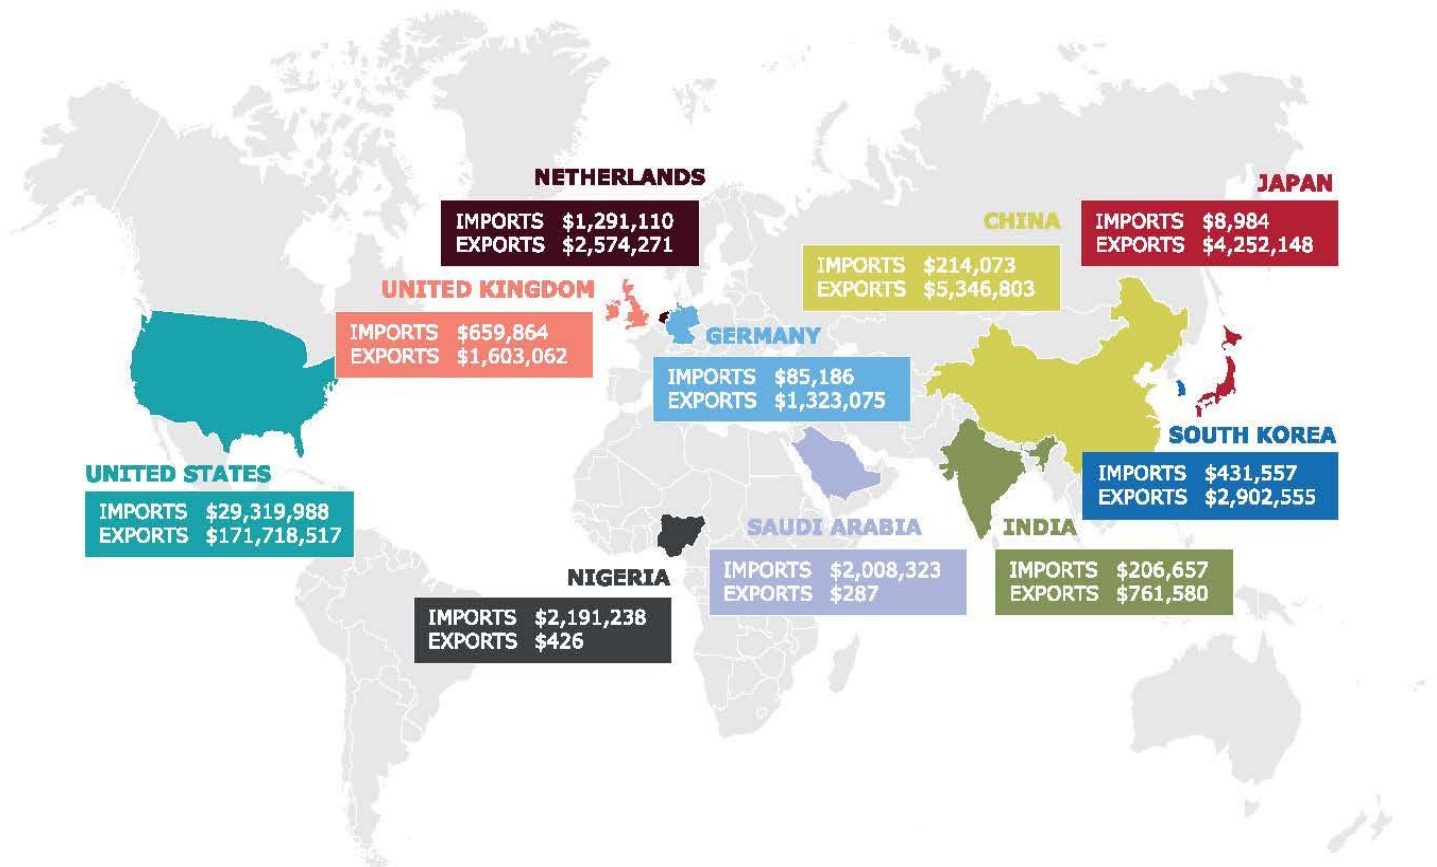 NETHERLANDS
IMPORTS $1,291,110
EXPORTS $2,574,271
JAPAN
IMPORTS $8,984
EXPORTS $4,252,148
CHINA
IMPORTS $214,073
EXPORTS $5,346,803
UNITED KINGDOM
IMPORTS $659,864
EXPORTS $1,603,062
GERMANY
IMPORTS $85,186
EXPORTS $1,323,075
SOUTH KOREA
IMPORTS $431,557
EXPORTS $2,902,555
UNITED STATES
IMPORTS $29,319,988
EXPORTS $171,718,517
SAUDI ARABIA
IMPORTS $2,008,323
EXPORTS $287
INDIA
IMPORTS $206,657
EXPORTS $761,580
NIGERIA
IMPORTS $2,191,238
EXPORTS $426